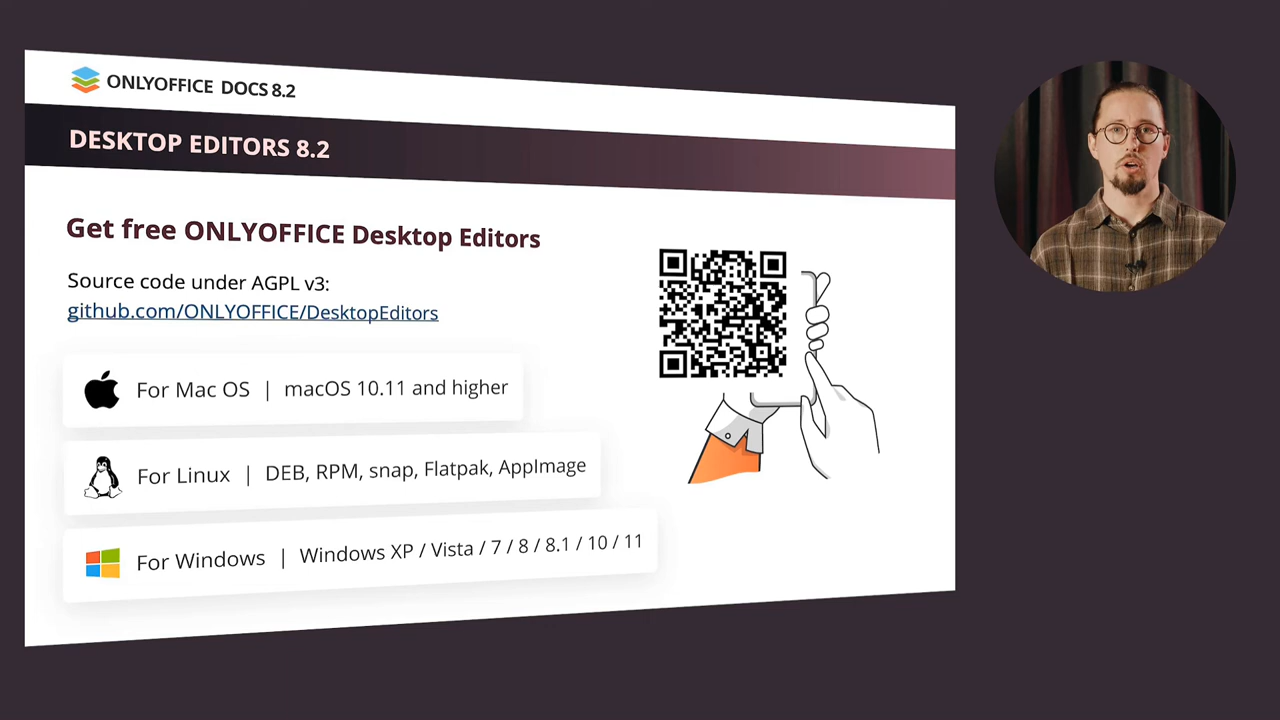 ONLYOFFICE DOCS 8.2
DESKTOP EDITORS 8.2
Get free ONLYOFFICE Desktop Editors
Source code under AGPL v3:
github.com/ONLYOFFICE/DesktopEditors
For Mac OS | macOS 10.11 and higher
For Linux | DEB, RPM, snap, Flatpak, AppImage
For Windows | Windows XP / Vista / 7 / 8 / 8.1 / 10 / 11